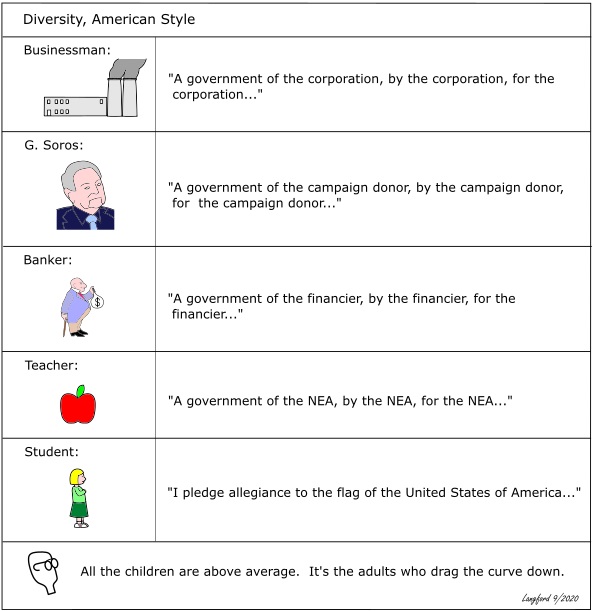 Diversity, American Style
Businessman:
"A government of the corporation, by the corporation, for the
corporation..."
G. Soros:
"A government of the campaign donor, by the campaign donor,
for the campaign donor..."
Banker:
$
"A government of the financier, by the financier, for the
financier..."
Teacher:
"A government of the NEA, by the NEA, for the NEA..."
Student:
"I pledge allegiance to the flag of the United States of America..."
All the children are above average. It's the adults who drag the curve down.
Langford 9/2020